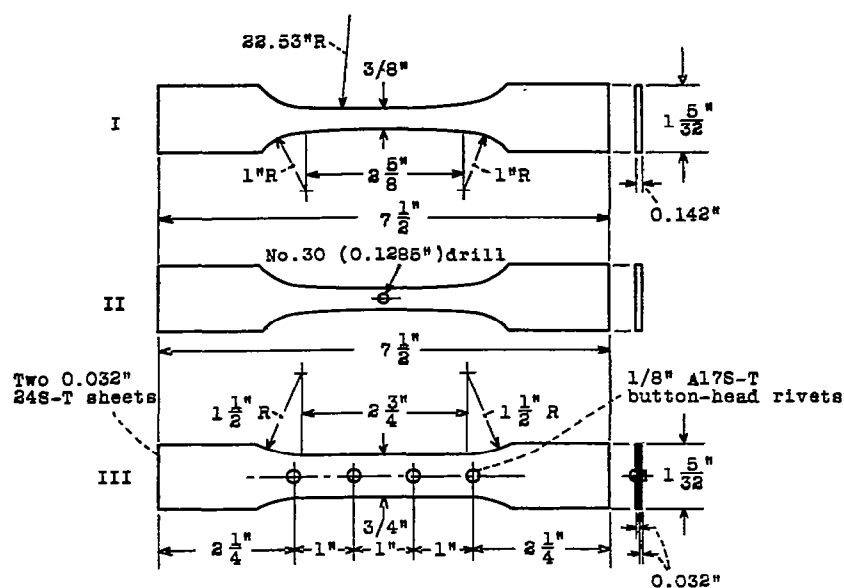 22.53"R
3/8"
I
1 5/32"
1"R
2 5/8"
1"R
7 1/2"
0.142"
No.30 (0.1285")drill
II
7 1/2"
Two 0.032"
24S-T sheets
1 1/2" R
2 3/4"
1 1/2" R
1/8" A17S-T
button-head rivets
III
1 5/32"
3/4"
2 1/4"
1"
1"
1"
2 1/4"
0.032"